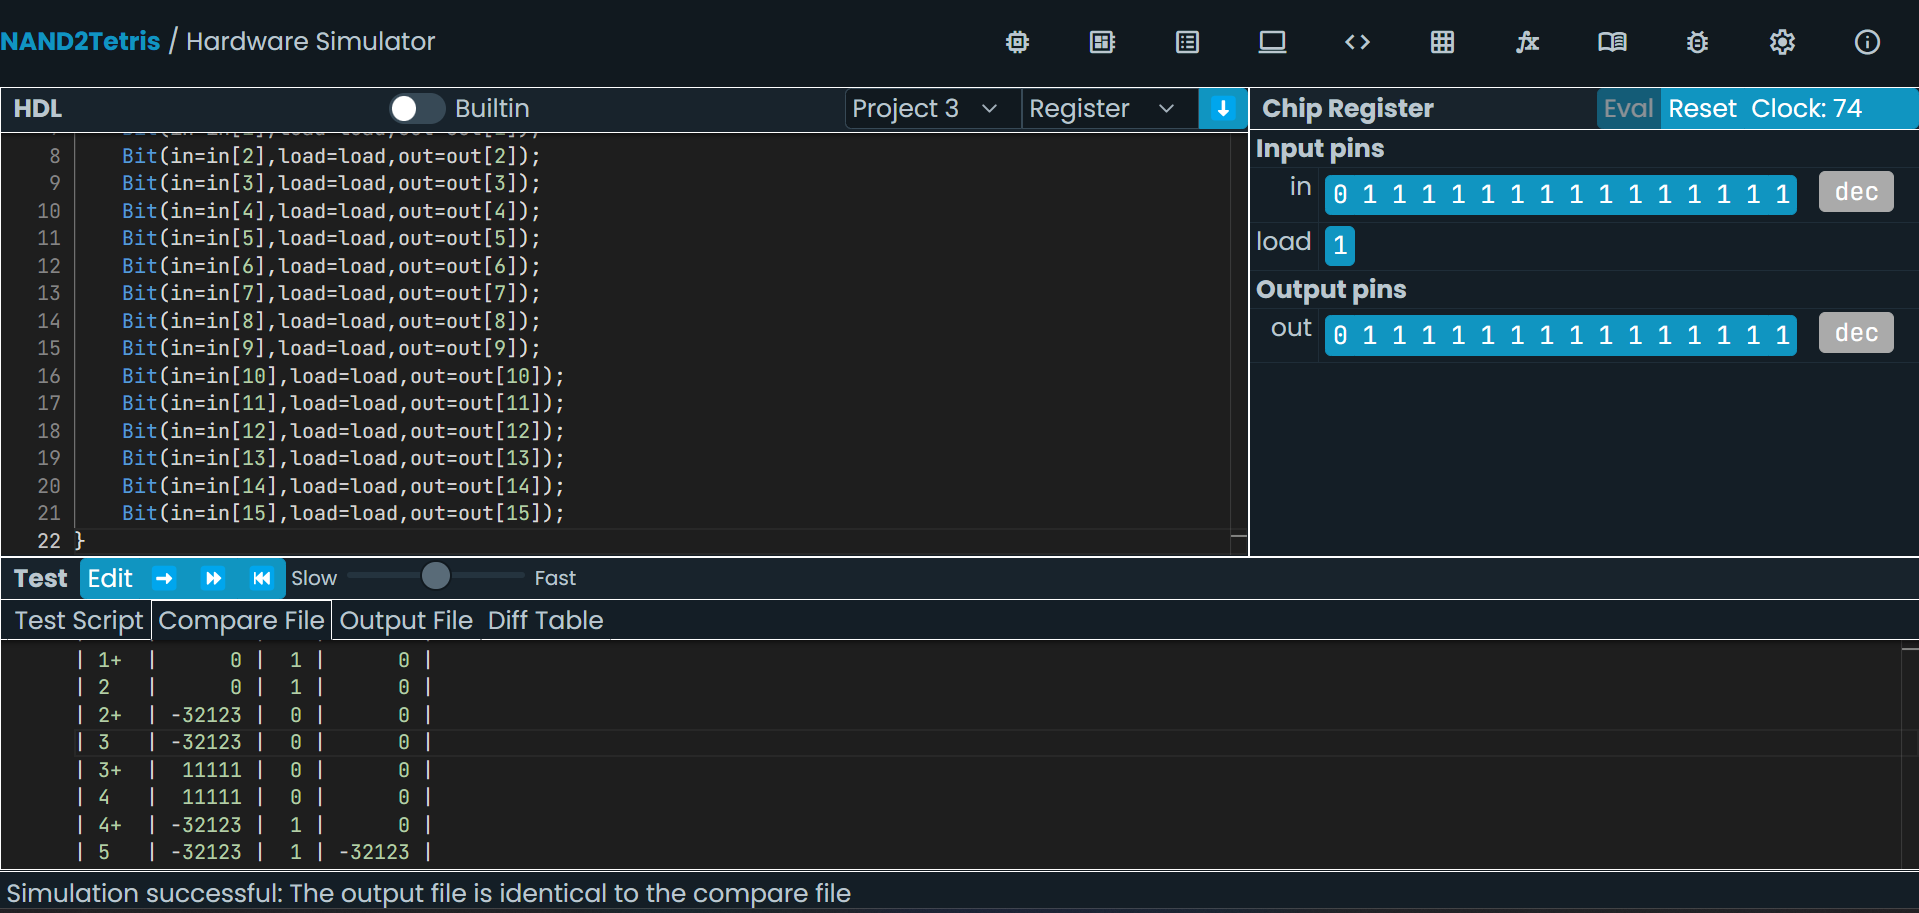 NAND2Tetris / Hardware Simulator
HDL Builtin Project 3 Register
8 Bit(in=in[2],load=load,out=out[2]);
9 Bit(in=in[3],load=load,out=out[3]);
10 Bit(in=in[4],load=load,out=out[4]);
11 Bit(in=in[5],load=load,out=out[5]);
12 Bit(in=in[6],load=load,out=out[6]);
13 Bit(in=in[7],load=load,out=out[7]);
14 Bit(in=in[8],load=load,out=out[8]);
15 Bit(in=in[9],load=load,out=out[9]);
16 Bit(in=in[10],load=load,out=out[10]);
17 Bit(in=in[11],load=load,out=out[11]);
18 Bit(in=in[12],load=load,out=out[12]);
19 Bit(in=in[13],load=load,out=out[13]);
20 Bit(in=in[14],load=load,out=out[14]);
21 Bit(in=in[15],load=load,out=out[15]);
22 }
Chip Register Eval Reset Clock: 74
Input pins
in 0 1 1 1 1 1 1 1 1 1 1 1 1 1 1 1 dec
load 1
Output pins
out 0 1 1 1 1 1 1 1 1 1 1 1 1 1 1 1 dec
Test Edit Slow Fast
Test Script Compare File Output File Diff Table
| 1+ | 0 | 1 | 0 |
| 2 | 0 | 1 | 0 |
| 2+ | -32123 | 0 | 0 |
| 3 | -32123 | 0 | 0 |
| 3+ | 11111 | 0 | 0 |
| 4 | 11111 | 0 | 0 |
| 4+ | -32123 | 1 | 0 |
| 5 | -32123 | 1 | -32123 |
Simulation successful: The output file is identical to the compare file